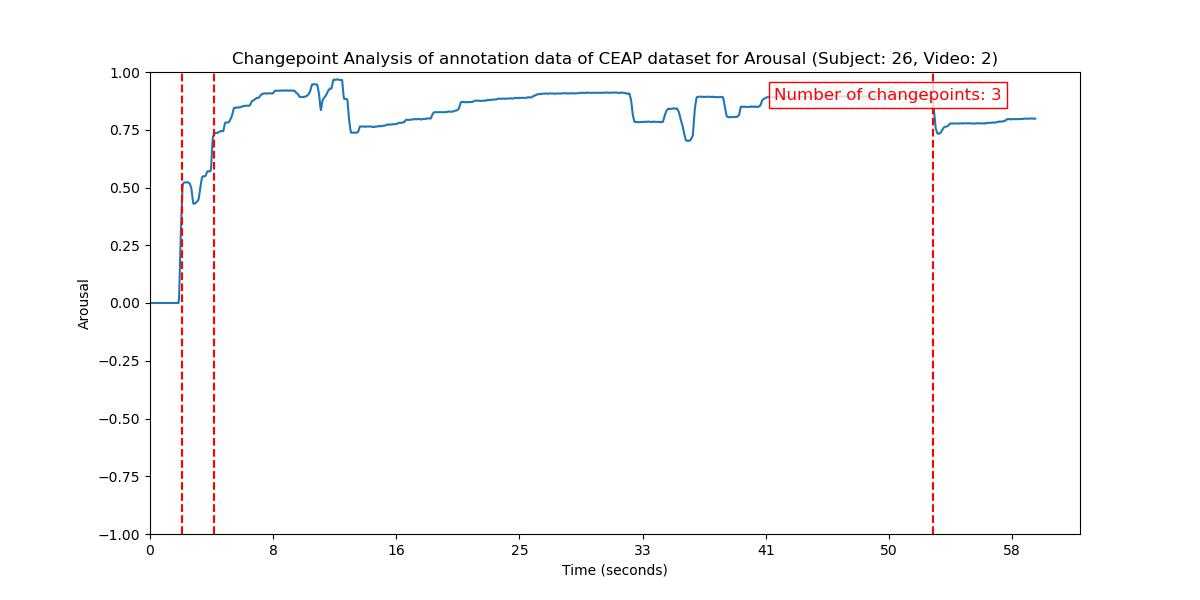 Changepoint Analysis of annotation data of CEAP dataset for Arousal (Subject: 26, Video: 2)
Number of changepoints: 3
1.00
0.75
0.50
0.25
0.00
−0.25
−0.50
−0.75
−1.00
Arousal
0 8 16 25 33 41 50 58
Time (seconds)